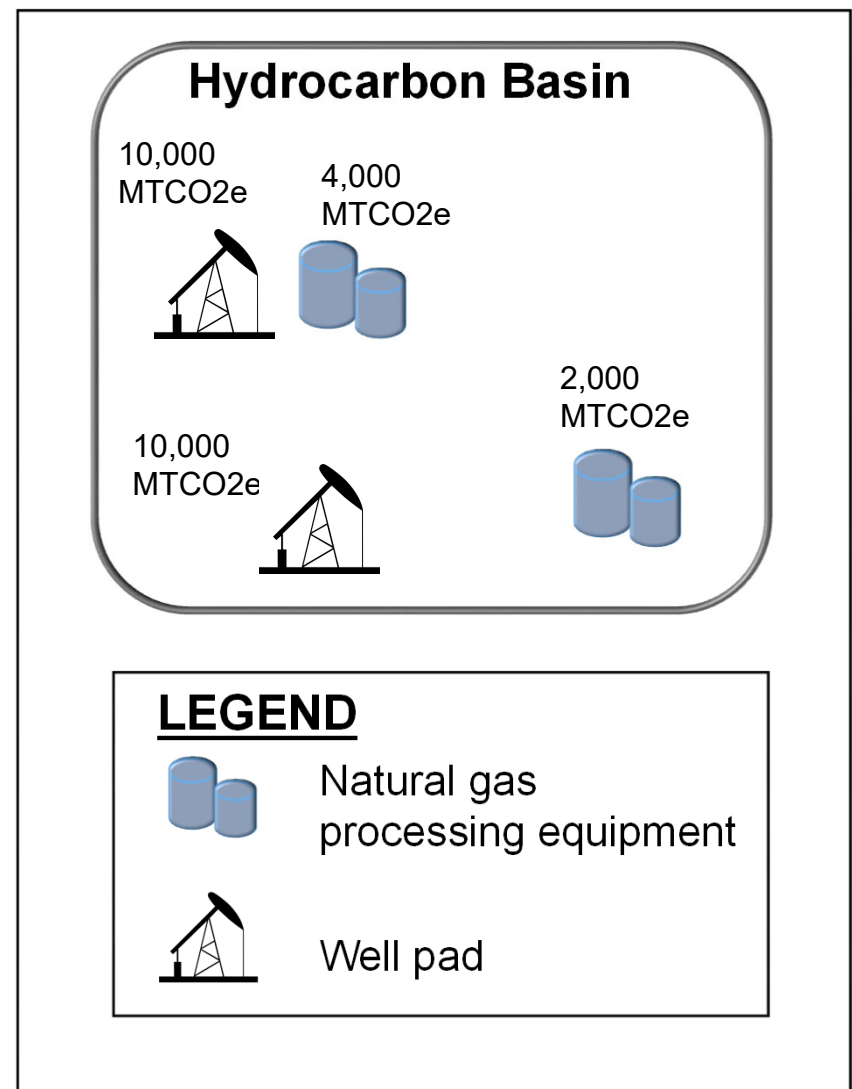 Hydrocarbon Basin
10,000
MTCO2e
4,000
MTCO2e
2,000
MTCO2e
10,000
MTCO2e
LEGEND
Natural gas
processing equipment
Well pad